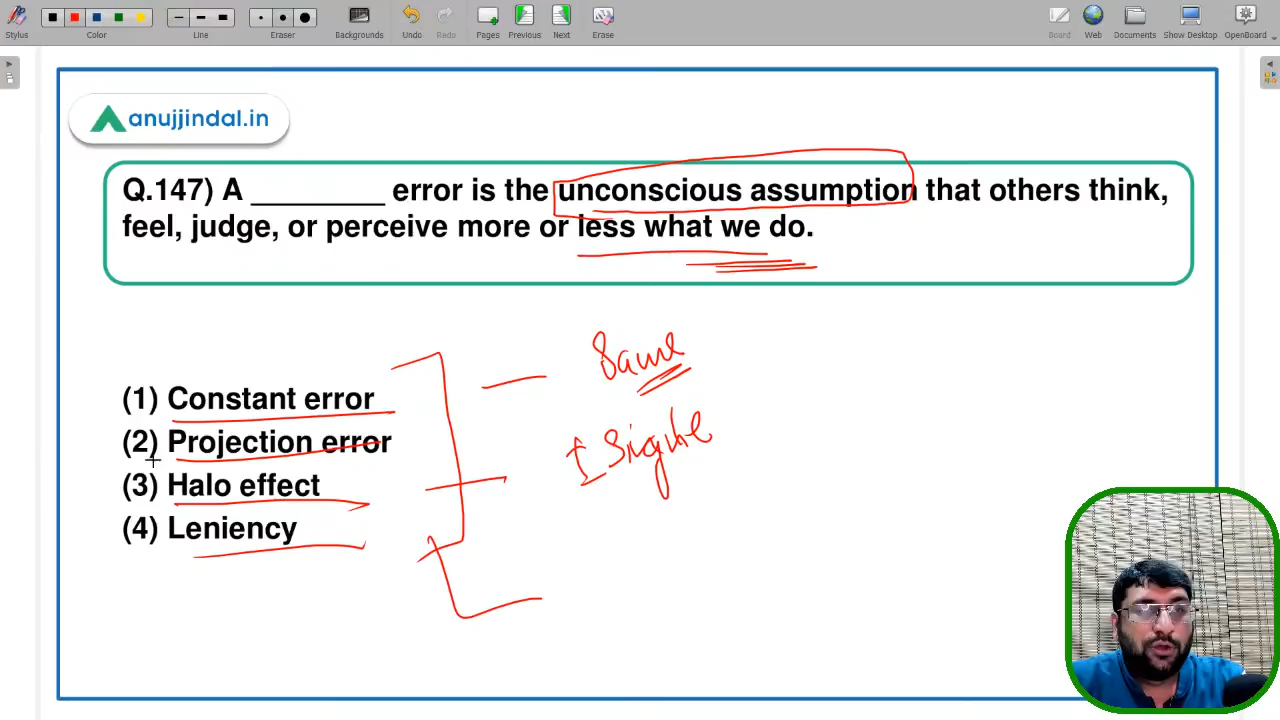 Stylus
Color
Line
Eraser
Backgrounds
Undo
Redo
Pages
Previous
Next
Erase
Board
Web
Documents
Show Desktop
OpenBoard
anujjindal.in
Q.147) A ________ error is the unconscious assumption that others think,
feel, judge, or perceive more or less what we do.
(1) Constant error
(2) Projection error
(3) Halo effect
(4) Leniency
Same